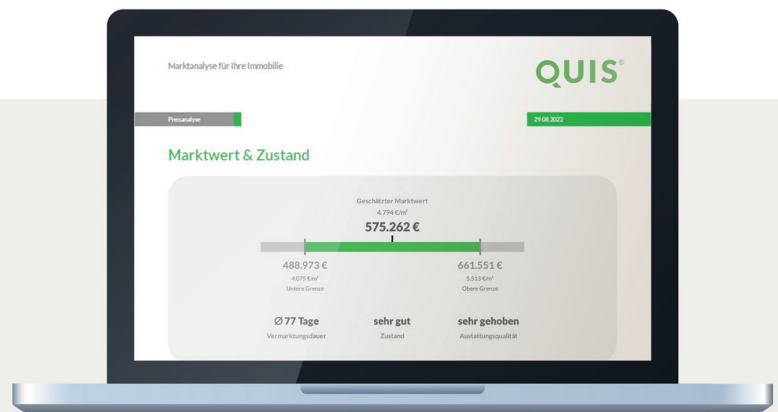 Marktanalyse für Ihre Immobilie
QUIS®
Preisanalyse
29.08.2022
Marktwert & Zustand
Geschätzter Marktwert
4.794 €/m²
575.262 €
488.973 €
661.551 €
4.075 €/m²
5.513 €/m²
Untere Grenze
Obere Grenze
Ø 77 Tage
sehr gut
sehr gehoben
Vermarktungsdauer
Zustand
Austattungsqualität